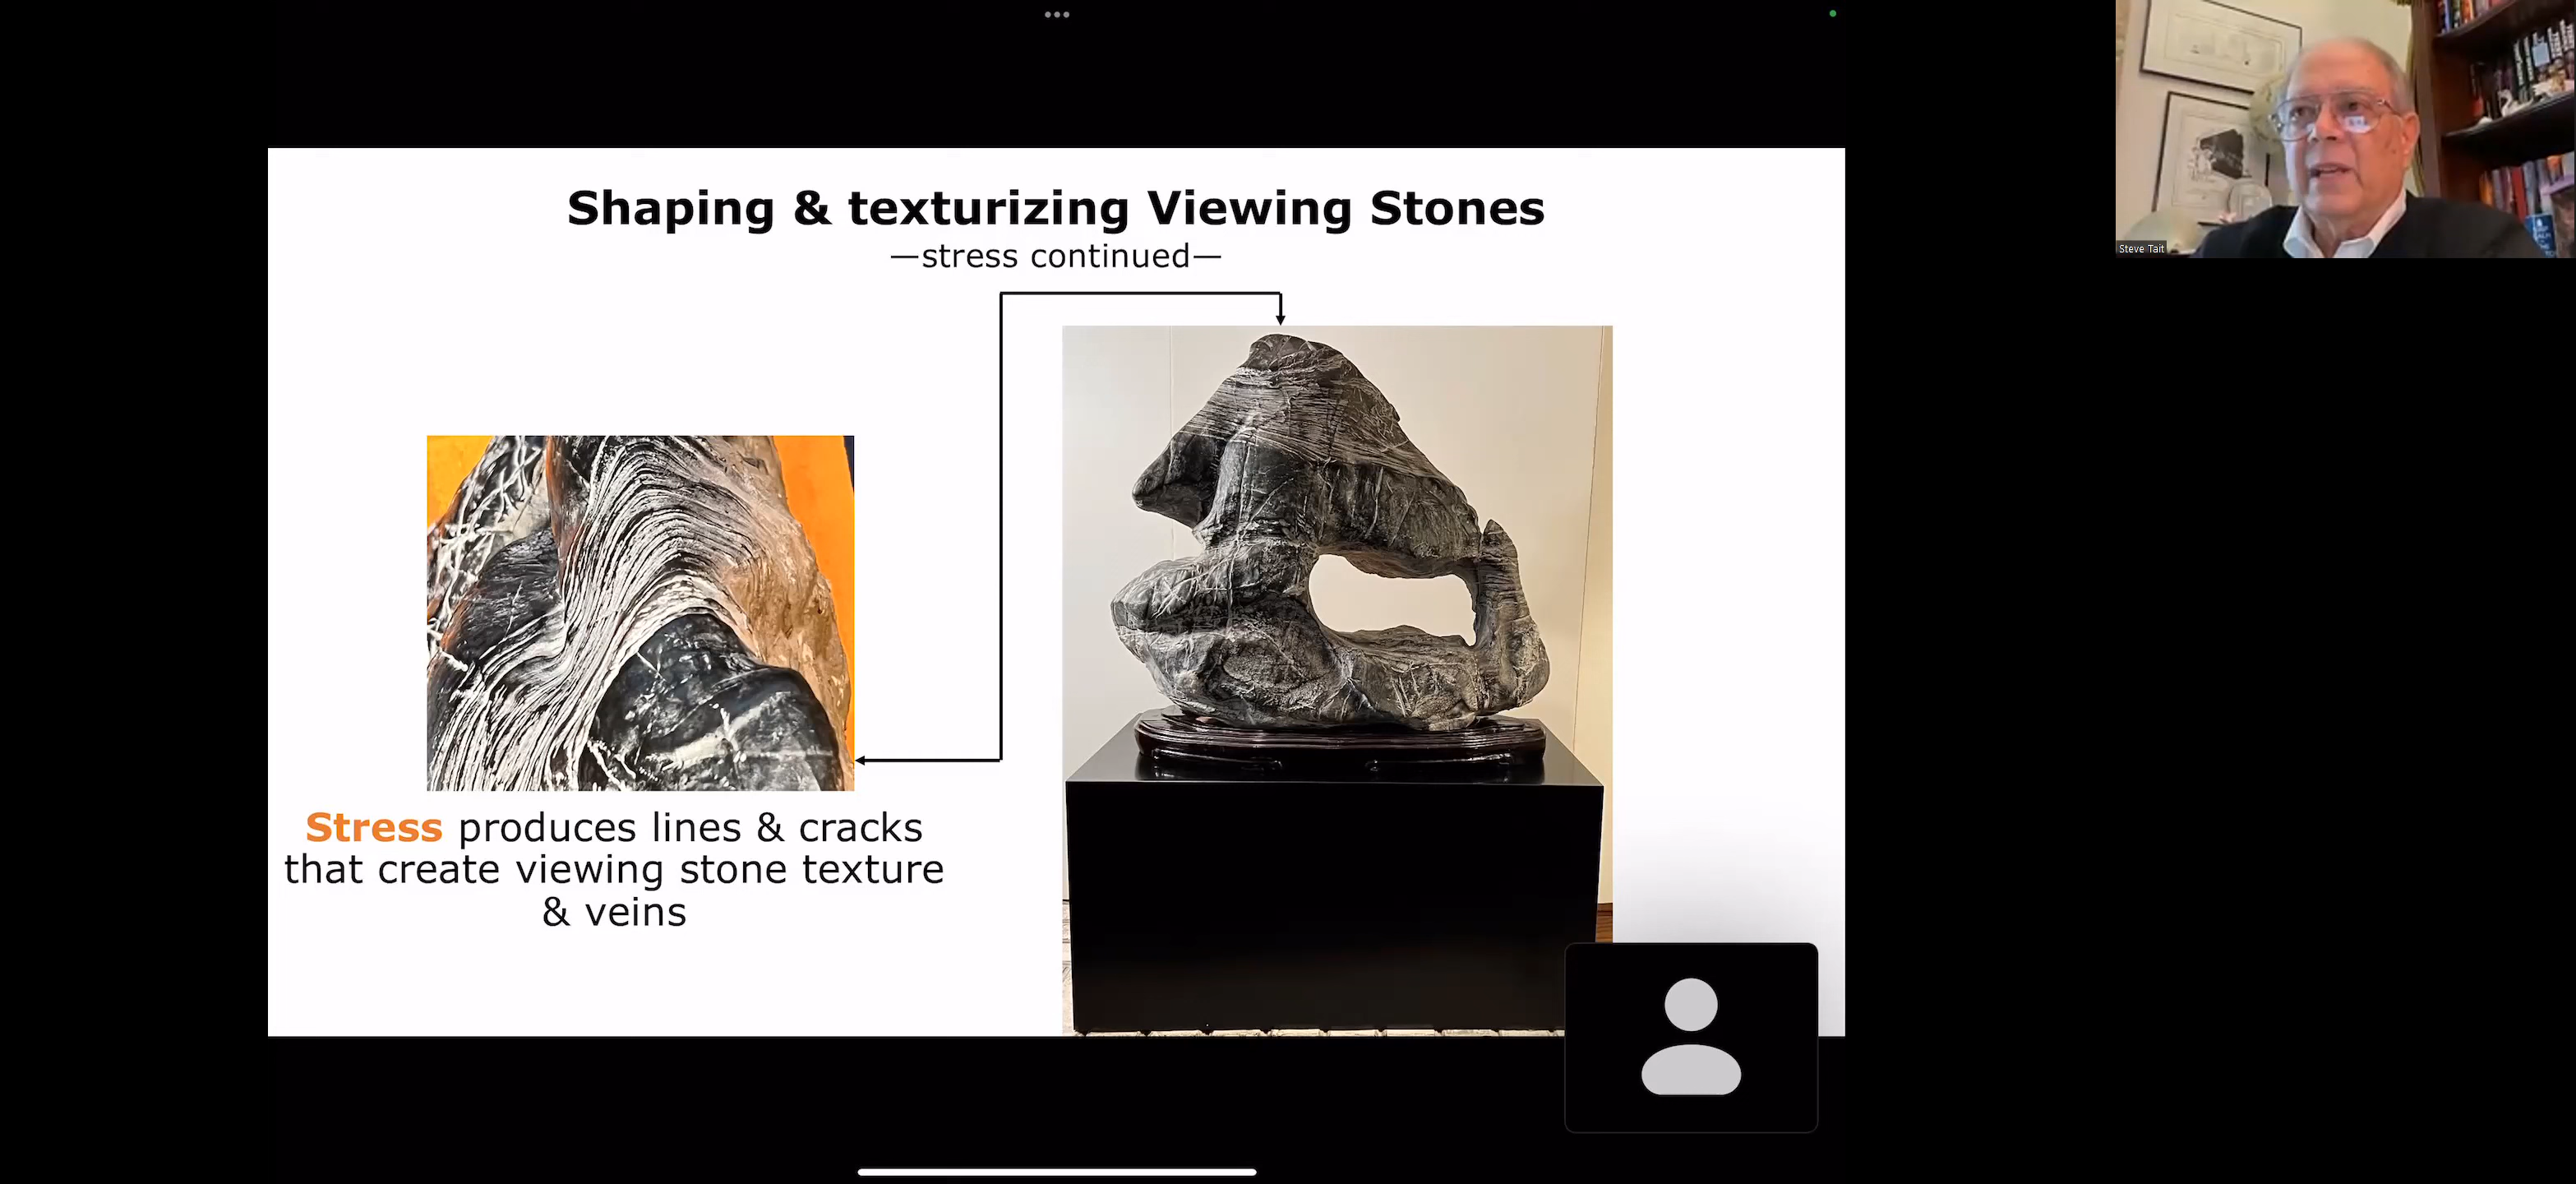 Shaping & texturizing Viewing Stones
—stress continued—
Stress produces lines & cracks
that create viewing stone texture
& veins
Steve Tait